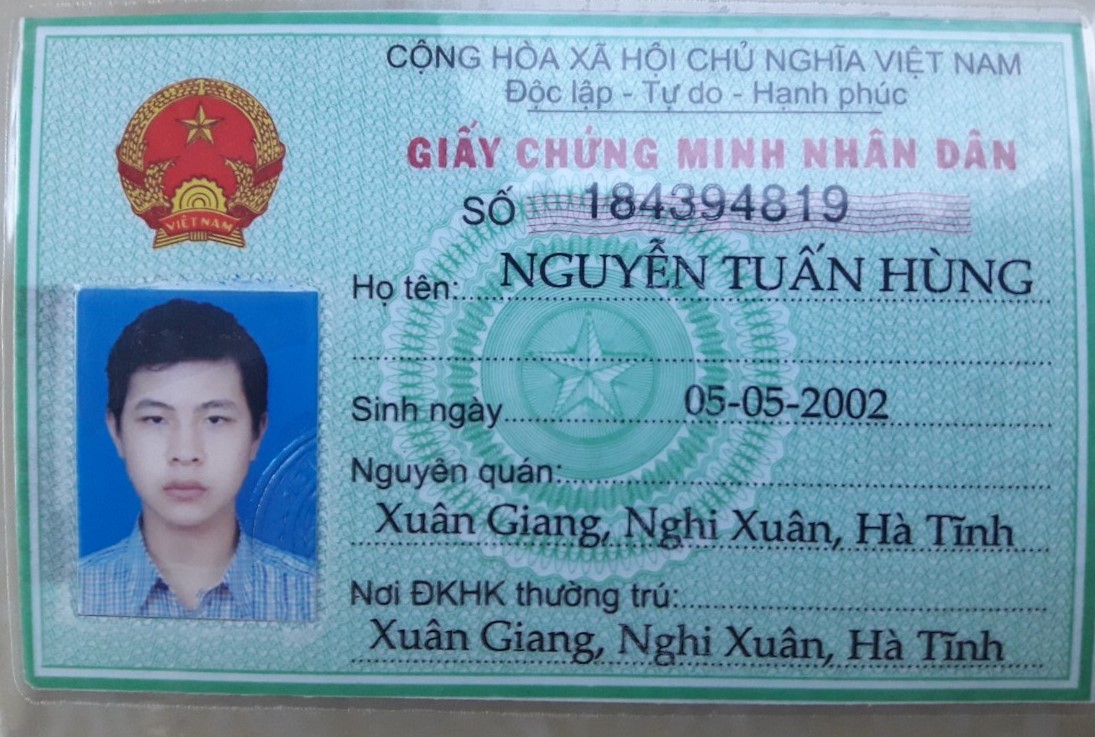 CỘNG HÒA XÃ HỘI CHỦ NGHĨA VIỆT NAM
Độc lập - Tự do - Hạnh phúc
GIẤY CHỨNG MINH NHÂN DÂN
SỐ 184394819
Họ tên: NGUYỄN TUẤN HÙNG
Sinh ngày 05-05-2002
Nguyên quán:
Xuân Giang, Nghi Xuân, Hà Tĩnh
Nơi ĐKHK thường trú:
Xuân Giang, Nghi Xuân, Hà Tĩnh
VIỆT NAM